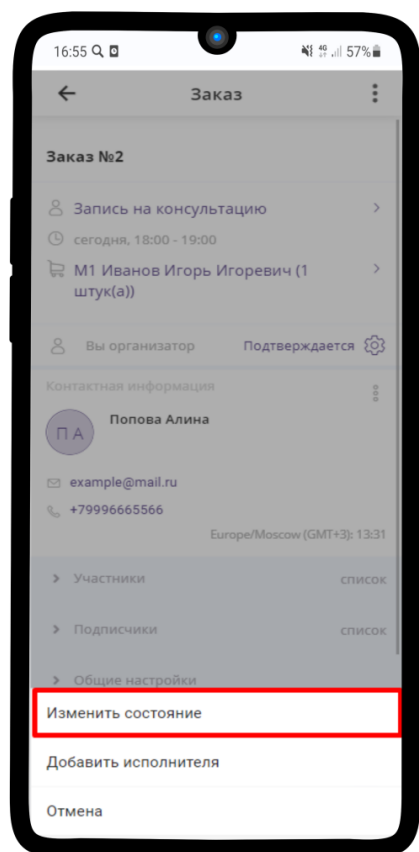 16:55 4G 57%
Заказ
Заказ №2
Запись на консультацию
сегодня, 18:00 - 19:00
М1 Иванов Игорь Игоревич (1
штук(а))
Вы организатор Подтверждается
Контактная информация
П А Попова Алина
example@mail.ru
+79996665566
Europe/Moscow (GMT+3): 13:31
Участники список
Подписчики список
Общие настройки
Изменить состояние
Добавить исполнителя
Отмена